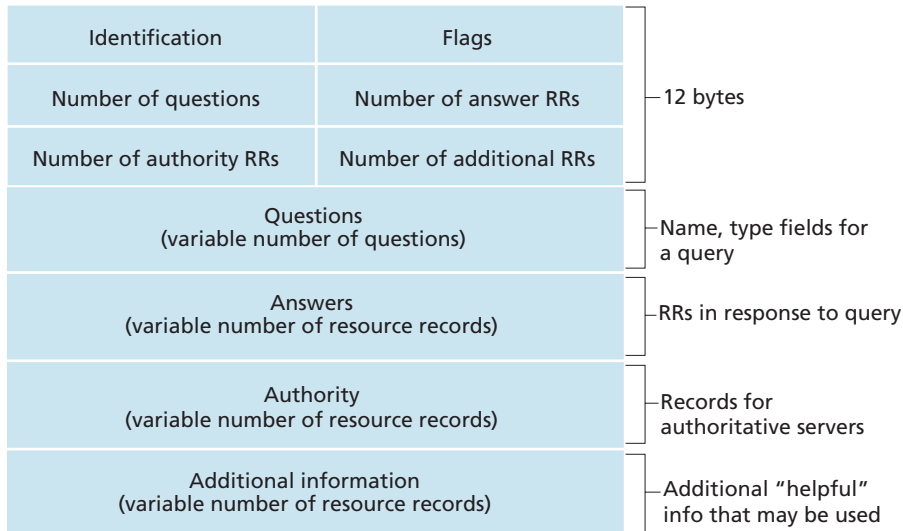 Identification
Flags
Number of questions
Number of answer RRs
12 bytes
Number of authority RRs
Number of additional RRs
Questions
(variable number of questions)
Name, type fields for
a query
Answers
(variable number of resource records)
RRs in response to query
Authority
(variable number of resource records)
Records for
authoritative servers
Additional information
(variable number of resource records)
Additional “helpful”
info that may be used